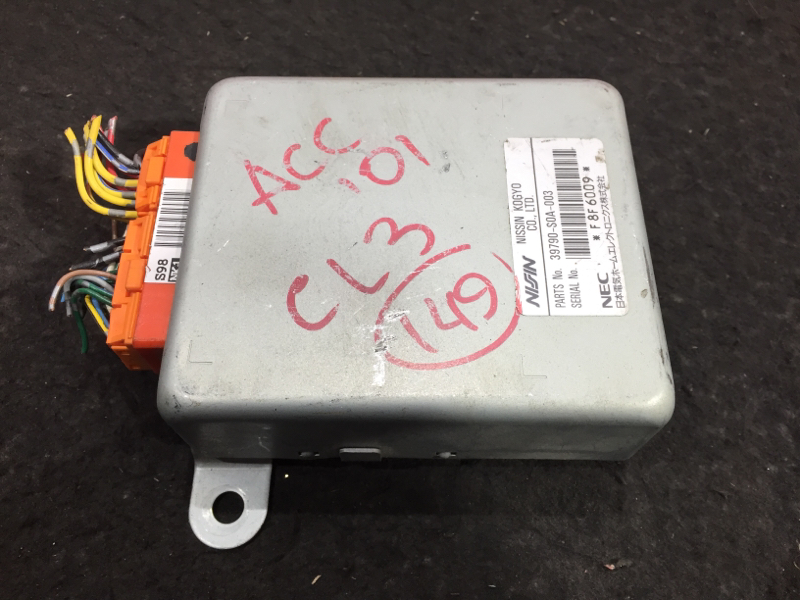 ACC
'01
CL3
149
S98
NISSIN NISSIN KOGYO
CO., LTD.
PARTS No. 39790-S0A-003
SERIAL No.
* F8F6009 *
NEC 日本電気ホームエレクトロニクス株式会社